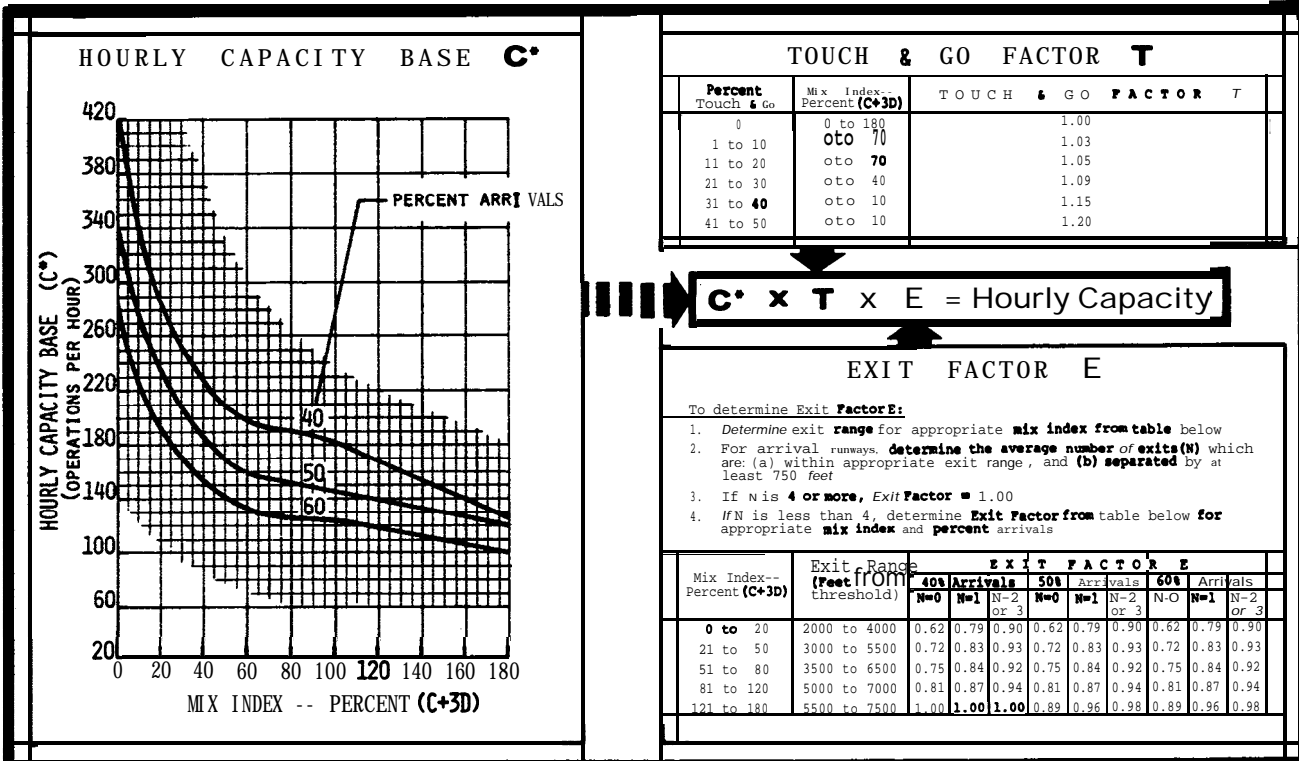 HOURLY CAPACITY BASE C*
420
380
340
300
260
220
180
140
100
60
20
HOURLY CAPACITY BASE (C*)
(OPERATIONS PER HOUR)
PERCENT ARRI VALS
40
50
60
0 20 40 60 80 100 120 140 160 180
MIX INDEX -- PERCENT (C+3D)
TOUCH & GO FACTOR T
Percent Touch & Go | Mix Index-- Percent (C+3D) | TOUCH & GO FACTOR T
0 | 0 to 180 | 1.00
1 to 10 | oto 70 | 1.03
11 to 20 | oto 70 | 1.05
21 to 30 | oto 40 | 1.09
31 to 40 | oto 10 | 1.15
41 to 50 | oto 10 | 1.20
C* X T x E = Hourly Capacity
EXIT FACTOR E
To determine Exit Factor E:
1. Determine exit range for appropriate mix index from table below
2. For arrival runways, determine the average number of exits (N) which
are: (a) within appropriate exit range, and (b) separated by at
least 750 feet
3. If N is 4 or more, Exit Factor = 1.00
4. If N is less than 4, determine Exit Factor from table below for
appropriate mix index and percent arrivals
Mix Index-- Percent (C+3D) | Exit Range (Feet from threshold) | EXIT FACTOR E
40% Arrivals | 50% Arrivals | 60% Arrivals
N=0 | N=1 | N-2 or 3 | N=0 | N=1 | N-2 or 3 | N-O | N=1 | N-2 or 3
0 to 20 | 2000 to 4000 | 0.62 | 0.79 | 0.90 | 0.62 | 0.79 | 0.90 | 0.62 | 0.79 | 0.90
21 to 50 | 3000 to 5500 | 0.72 | 0.83 | 0.93 | 0.72 | 0.83 | 0.93 | 0.72 | 0.83 | 0.93
51 to 80 | 3500 to 6500 | 0.75 | 0.84 | 0.92 | 0.75 | 0.84 | 0.92 | 0.75 | 0.84 | 0.92
81 to 120 | 5000 to 7000 | 0.81 | 0.87 | 0.94 | 0.81 | 0.87 | 0.94 | 0.81 | 0.87 | 0.94
121 to 180 | 5500 to 7500 | 1.00 | 1.00 | 1.00 | 0.89 | 0.96 | 0.98 | 0.89 | 0.96 | 0.98